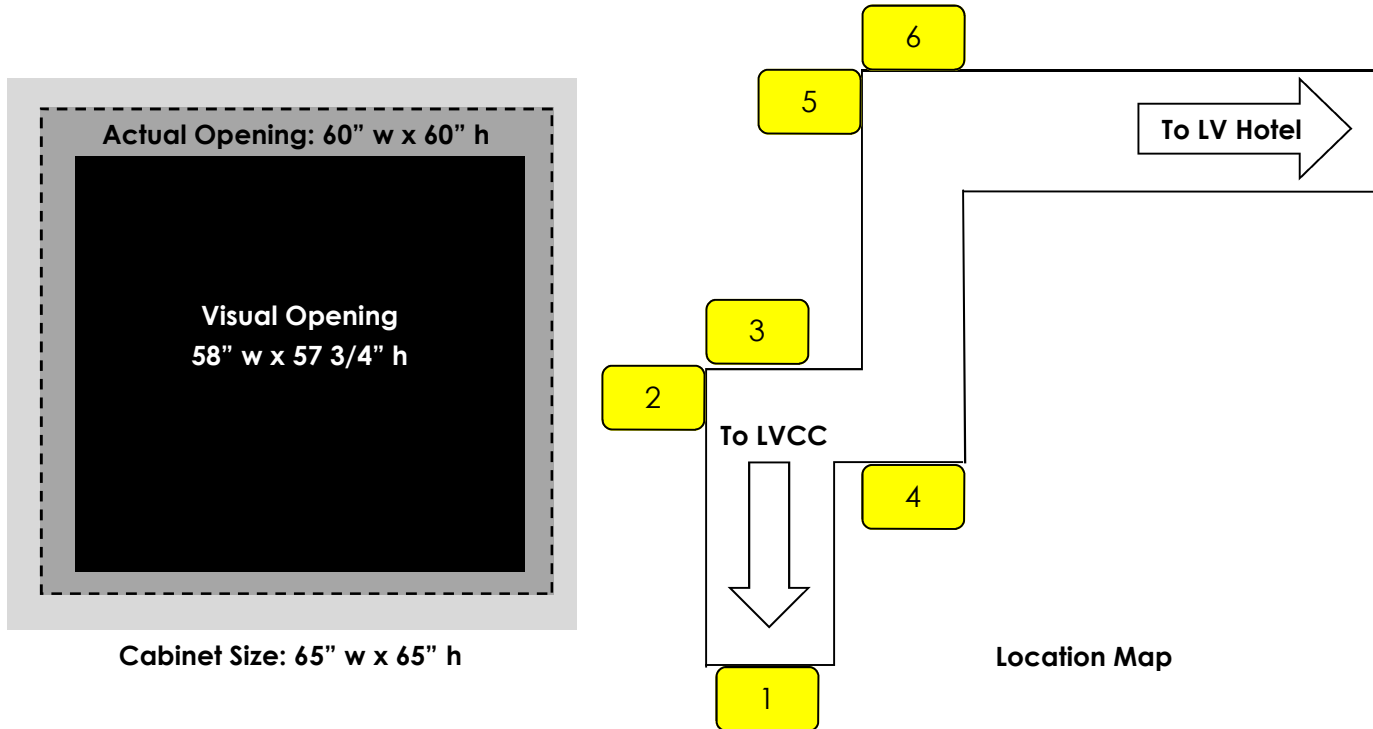 Actual Opening: 60” w x 60” h
Visual Opening
58” w x 57 3/4” h
Cabinet Size: 65” w x 65” h
6
5
To LV Hotel
3
2
To LVCC
4
1
Location Map